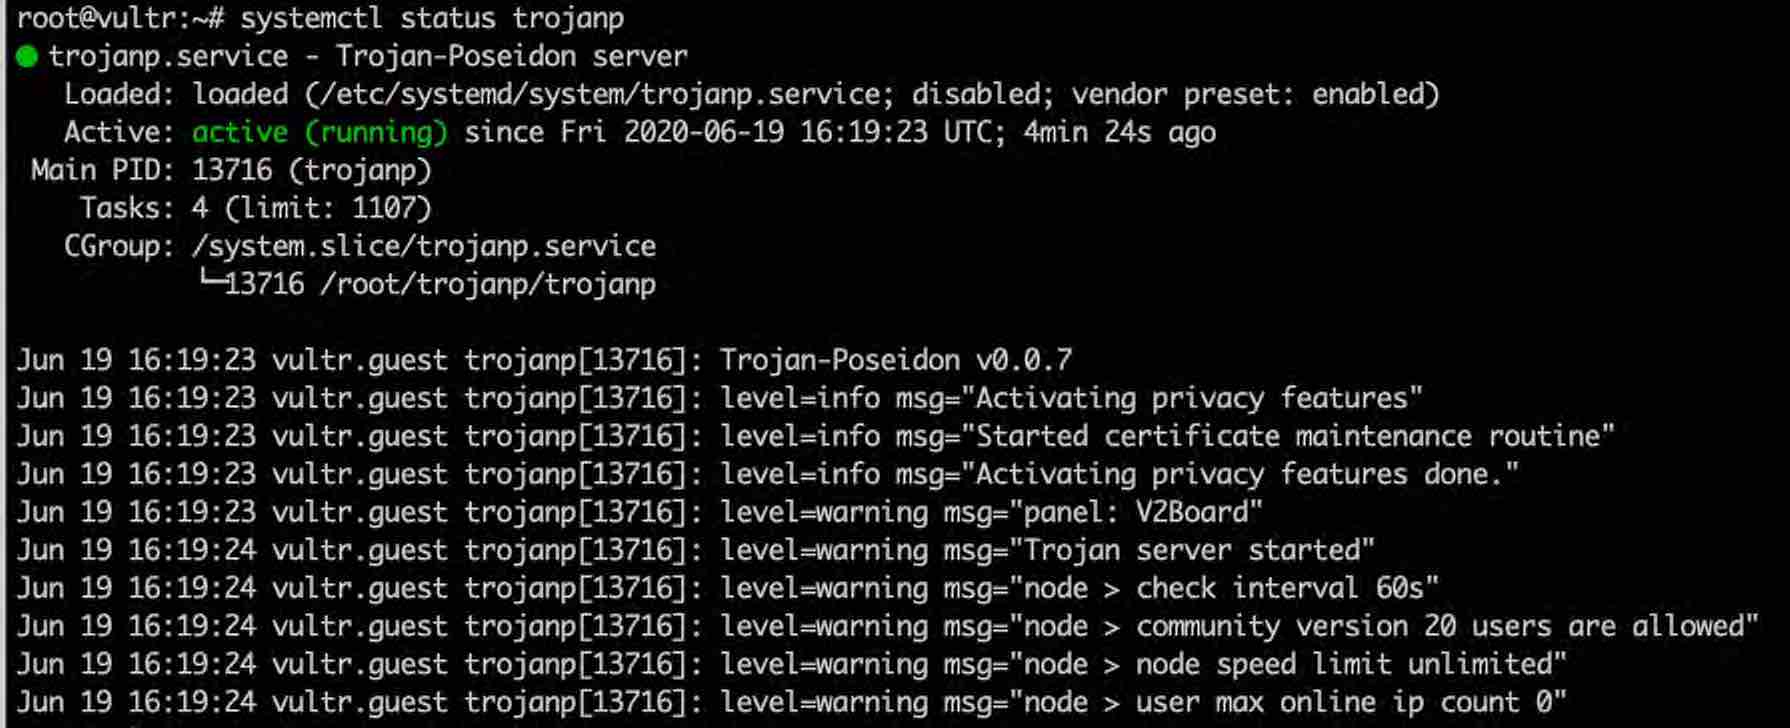 root@vultr:~# systemctl status trojanp
● trojanp.service - Trojan-Poseidon server
Loaded: loaded (/etc/systemd/system/trojanp.service; disabled; vendor preset: enabled)
Active: active (running) since Fri 2020-06-19 16:19:23 UTC; 4min 24s ago
Main PID: 13716 (trojanp)
Tasks: 4 (limit: 1107)
CGroup: /system.slice/trojanp.service
└─13716 /root/trojanp/trojanp
Jun 19 16:19:23 vultr.guest trojanp[13716]: Trojan-Poseidon v0.0.7
Jun 19 16:19:23 vultr.guest trojanp[13716]: level=info msg="Activating privacy features"
Jun 19 16:19:23 vultr.guest trojanp[13716]: level=info msg="Started certificate maintenance routine"
Jun 19 16:19:23 vultr.guest trojanp[13716]: level=info msg="Activating privacy features done."
Jun 19 16:19:23 vultr.guest trojanp[13716]: level=warning msg="panel: V2Board"
Jun 19 16:19:24 vultr.guest trojanp[13716]: level=warning msg="Trojan server started"
Jun 19 16:19:24 vultr.guest trojanp[13716]: level=warning msg="node > check interval 60s"
Jun 19 16:19:24 vultr.guest trojanp[13716]: level=warning msg="node > community version 20 users are allowed"
Jun 19 16:19:24 vultr.guest trojanp[13716]: level=warning msg="node > node speed limit unlimited"
Jun 19 16:19:24 vultr.guest trojanp[13716]: level=warning msg="node > user max online ip count 0"